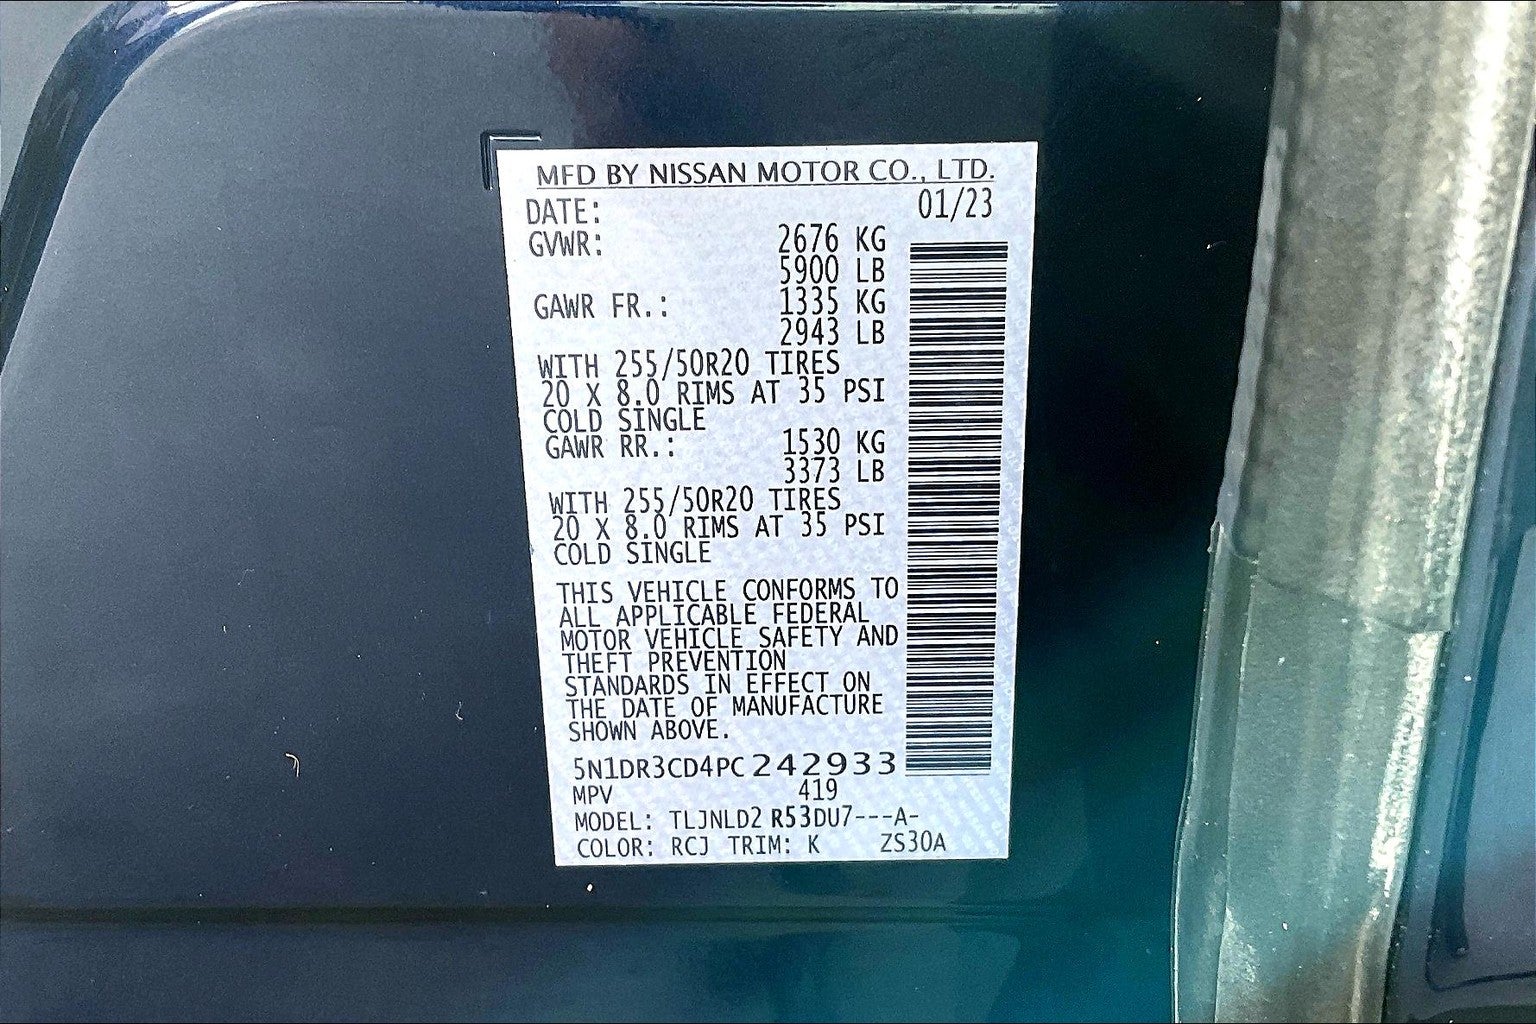 MFD BY NISSAN MOTOR CO., LTD.
DATE: 01/23
GVWR: 2676 KG
5900 LB
GAWR FR.: 1335 KG
2943 LB
WITH 255/50R20 TIRES
20 X 8.0 RIMS AT 35 PSI
COLD SINGLE
GAWR RR.: 1530 KG
3373 LB
WITH 255/50R20 TIRES
20 X 8.0 RIMS AT 35 PSI
COLD SINGLE
THIS VEHICLE CONFORMS TO
ALL APPLICABLE FEDERAL
MOTOR VEHICLE SAFETY AND
THEFT PREVENTION
STANDARDS IN EFFECT ON
THE DATE OF MANUFACTURE
SHOWN ABOVE.
5N1DR3CD4PC242933
MPV 419
MODEL: TLJNLD2 R53DU7---A-
COLOR: RCJ TRIM: K ZS30A